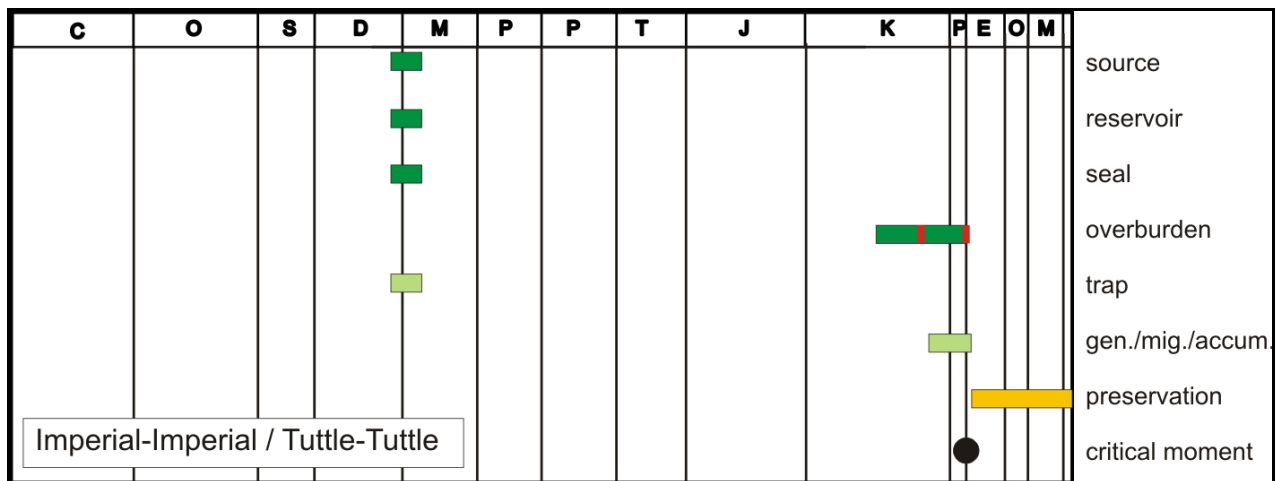 C O S D M P P T J K P E O M
source
reservoir
seal
overburden
trap
gen./mig./accum.
preservation
Imperial-Imperial / Tuttle-Tuttle
critical moment